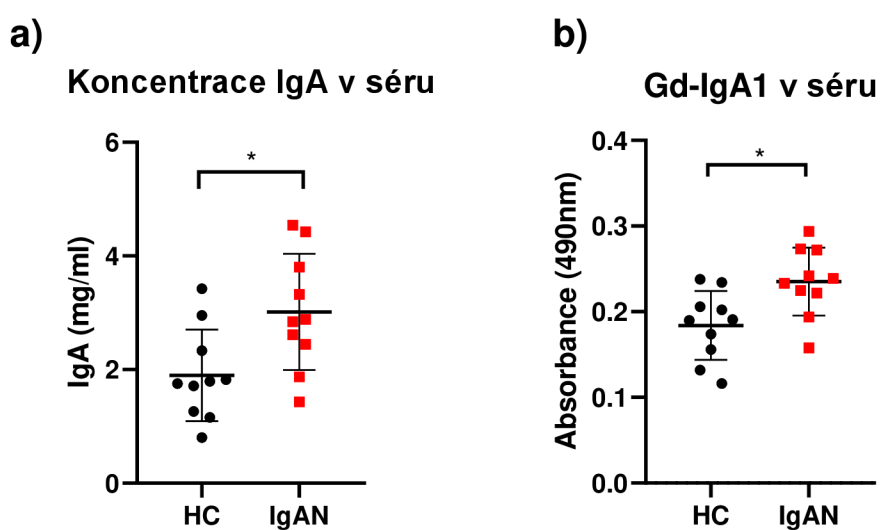 a)
Koncentrace IgA v séru
IgA (mg/ml)
6
4
2
0
*
HC
IgAN
b)
Gd-IgA1 v séru
Absorbance (490nm)
0.4
0.3
0.2
0.1
0.0
*
HC
IgAN